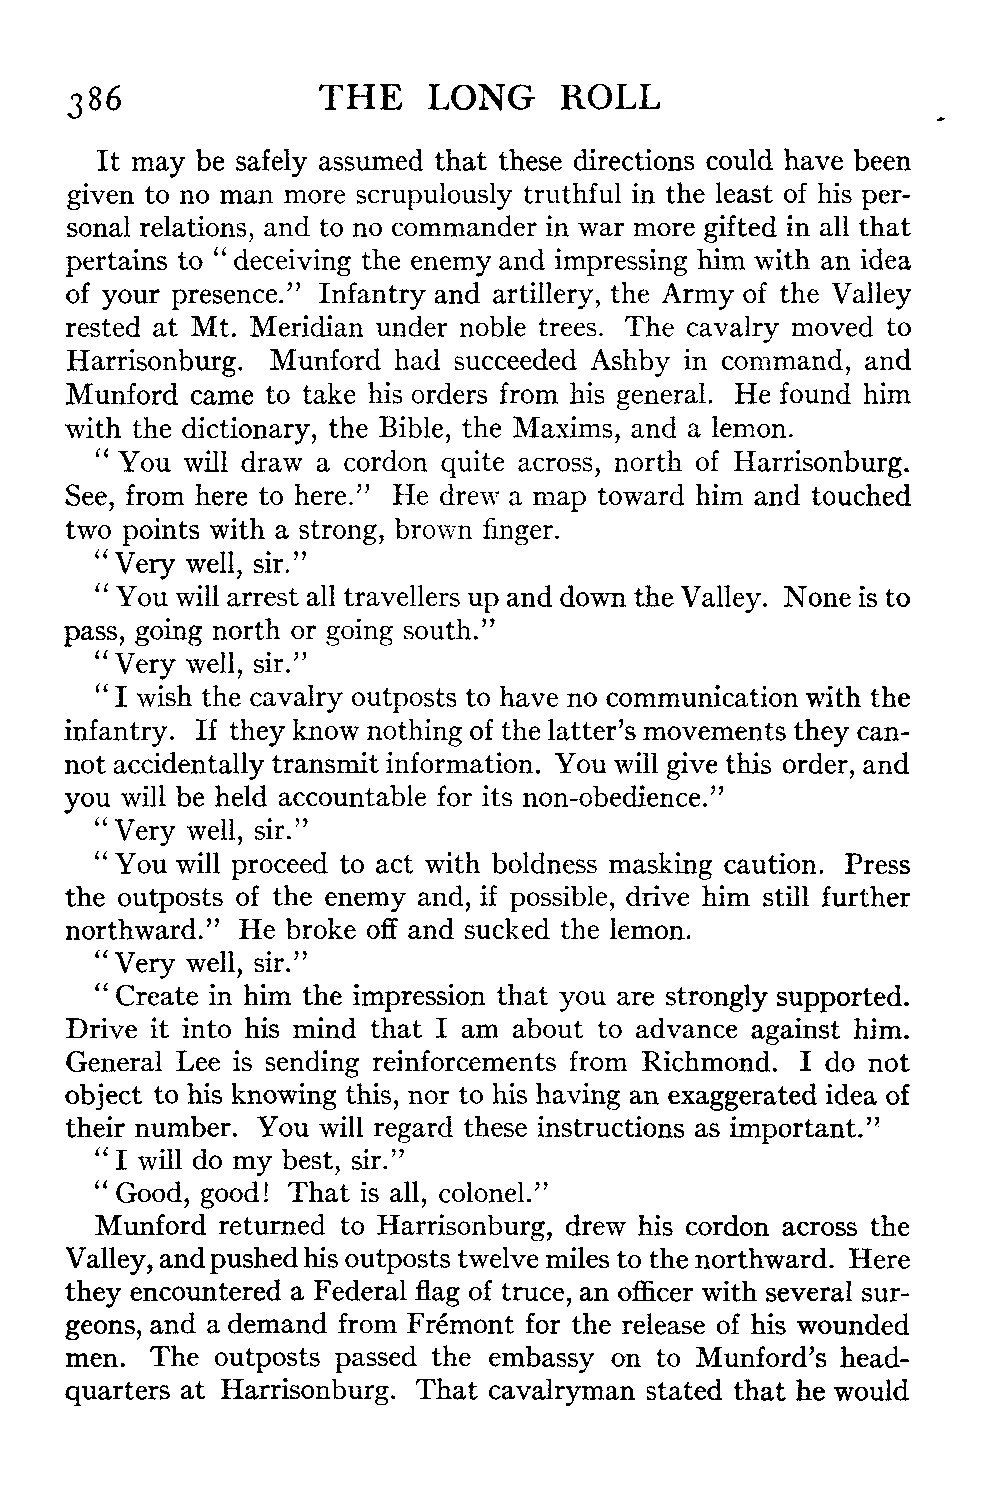 386 THE LONG ROLL
It may be safely assumed that these directions could have been
given to no man more scrupulously truthful in the least of his per-
sonal relations, and to no commander in war more gifted in all that
pertains to “deceiving the enemy and impressing him with an idea
of your presence.” Infantry and artillery, the Army of the Valley
rested at Mt. Meridian under noble trees. The cavalry moved to
Harrisonburg. Munford had succeeded Ashby in command, and
Munford came to take his orders from his general. He found him
with the dictionary, the Bible, the Maxims, and a lemon.
“You will draw a cordon quite across, north of Harrisonburg.
See, from here to here.” He drew a map toward him and touched
two points with a strong, brown finger.
“Very well, sir.”
“You will arrest all travellers up and down the Valley. None is to
pass, going north or going south.”
“Very well, sir.”
“I wish the cavalry outposts to have no communication with the
infantry. If they know nothing of the latter’s movements they can-
not accidentally transmit information. You will give this order, and
you will be held accountable for its non-obedience.”
“Very well, sir.”
“You will proceed to act with boldness masking caution. Press
the outposts of the enemy and, if possible, drive him still further
northward.” He broke off and sucked the lemon.
“Very well, sir.”
“Create in him the impression that you are strongly supported.
Drive it into his mind that I am about to advance against him.
General Lee is sending reinforcements from Richmond. I do not
object to his knowing this, nor to his having an exaggerated idea of
their number. You will regard these instructions as important.”
“I will do my best, sir.”
“Good, good! That is all, colonel.”
Munford returned to Harrisonburg, drew his cordon across the
Valley, and pushed his outposts twelve miles to the northward. Here
they encountered a Federal flag of truce, an officer with several sur-
geons, and a demand from Frémont for the release of his wounded
men. The outposts passed the embassy on to Munford’s head-
quarters at Harrisonburg. That cavalryman stated that he would